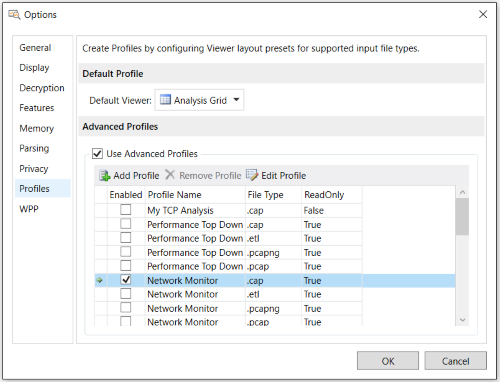 Options
General
Display
Decryption
Features
Memory
Parsing
Privacy
Profiles
WPP
Create Profiles by configuring Viewer layout presets for supported input file types.
Default Profile
Default Viewer: Analysis Grid
Advanced Profiles
Use Advanced Profiles
Add Profile Remove Profile Edit Profile
Enabled Profile Name File Type ReadOnly
My TCP Analysis .cap False
Performance Top Down .cap True
Performance Top Down .etl True
Performance Top Down .pcapng True
Performance Top Down .pcap True
Network Monitor .cap True
Network Monitor .etl True
Network Monitor .pcapng True
Network Monitor .pcap True
OK Cancel